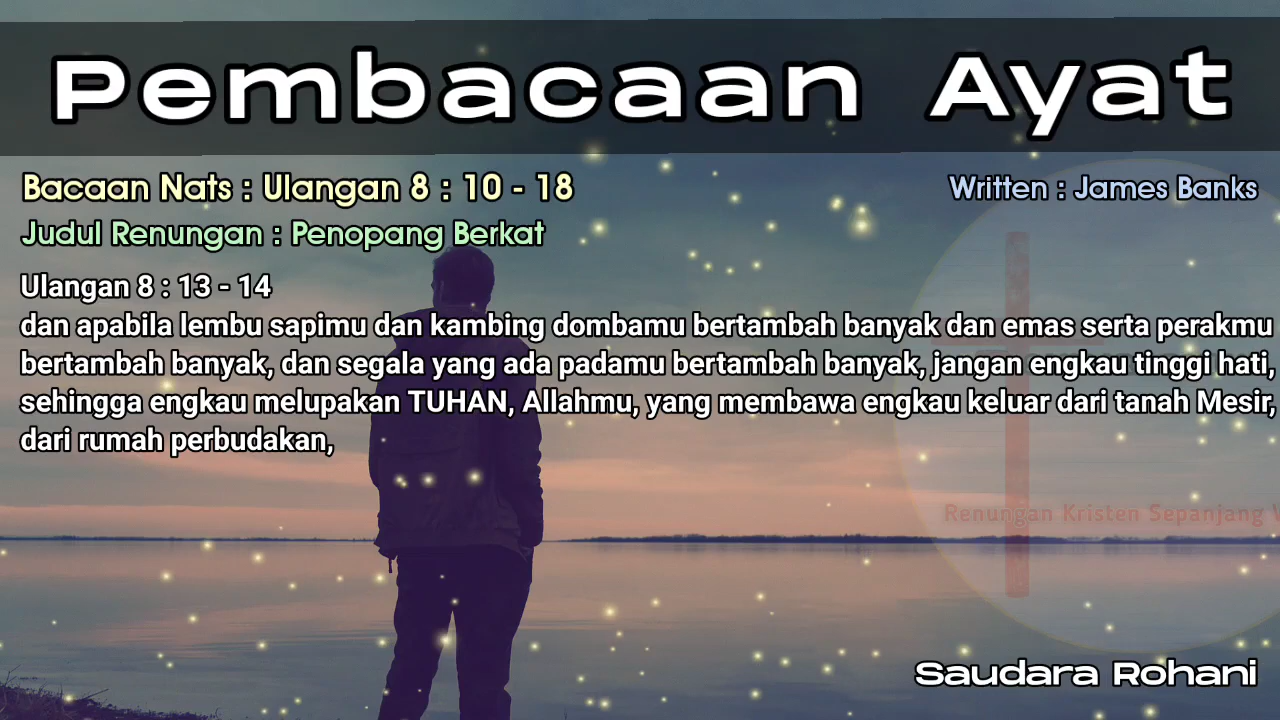 Pembacaan Ayat
Bacaan Nats : Ulangan 8 : 10 - 18
Written : James Banks
Judul Renungan : Penopang Berkat
Ulangan 8 : 13 - 14
dan apabila lembu sapimu dan kambing dombamu bertambah banyak dan emas serta perakmu
bertambah banyak, dan segala yang ada padamu bertambah banyak, jangan engkau tinggi hati,
sehingga engkau melupakan TUHAN, Allahmu, yang membawa engkau keluar dari tanah Mesir,
dari rumah perbudakan,
Renungan Kristen Sepanjang
Saudara Rohani